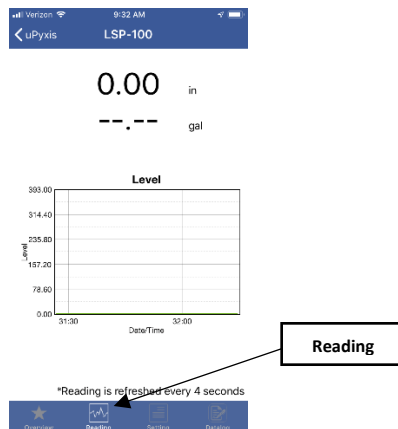 Verizon 9:32 AM
uPyxis LSP-100
0.00 in
--.-- gal
Level
393.00
314.40
235.80
Level
157.20
78.60
0.00
31:30 32:00
Date/Time
Reading
*Reading is refreshed every 4 seconds
Overview Reading Setting Datalog